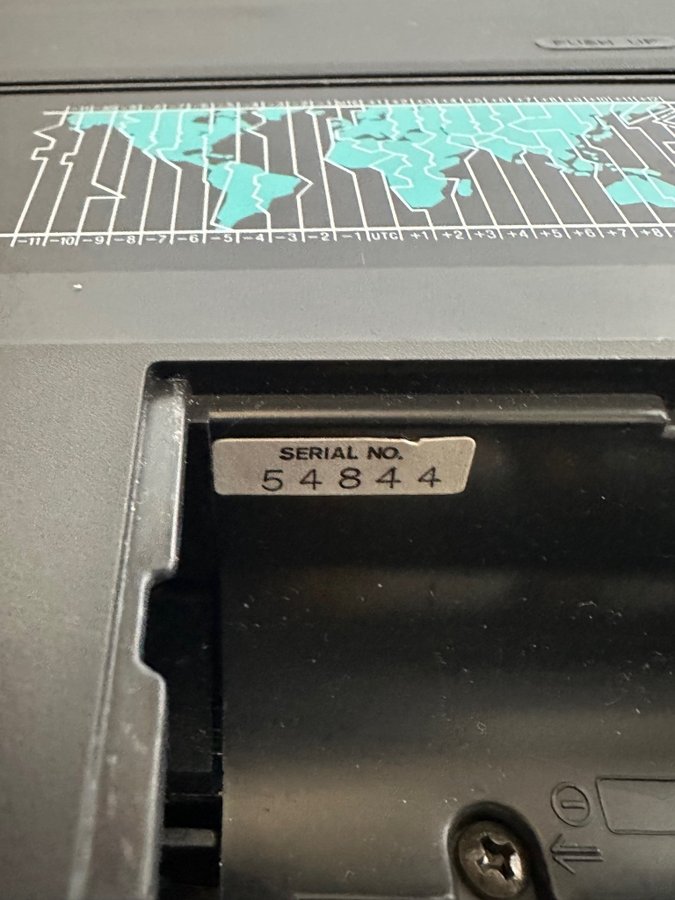 PUSH UP
-11 -10 -9 -8 -7 -6 -5 -4 -3 -2 -1 UTC +1 +2 +3 +4 +5 +6 +7 +8
SERIAL NO.
54844